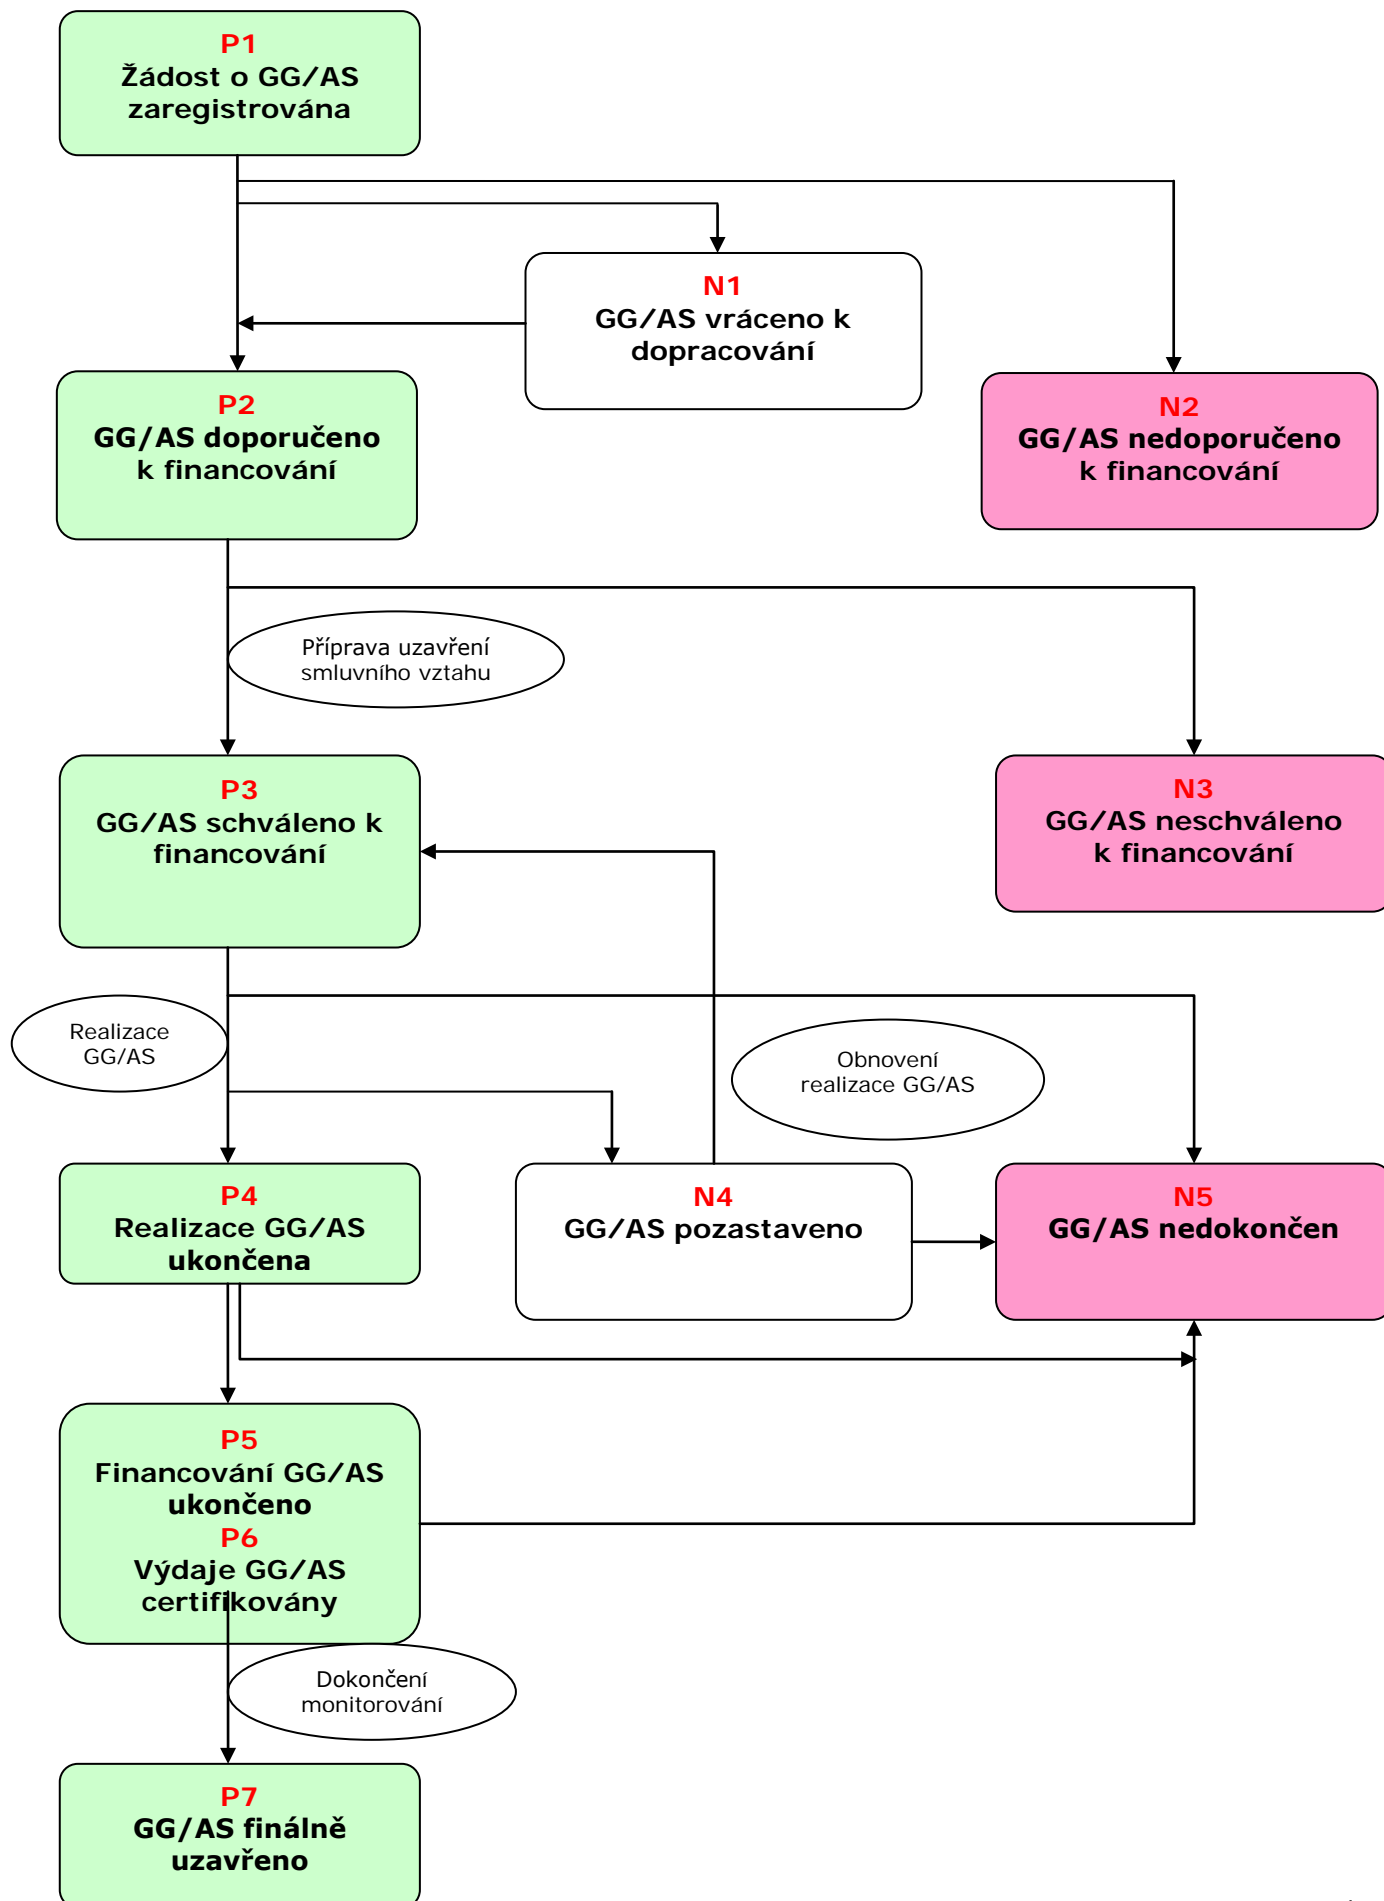 P1
Žádost o GG/AS
zaregistrována
N1
GG/AS vráceno k
dopracování
P2
GG/AS doporučeno
k financování
N2
GG/AS nedoporučeno
k financování
Příprava uzavření
smluvního vztahu
P3
GG/AS schváleno k
financování
N3
GG/AS neschváleno
k financování
Realizace
GG/AS
Obnovení
realizace GG/AS
P4
Realizace GG/AS
ukončena
N4
GG/AS pozastaveno
N5
GG/AS nedokončen
P5
Financování GG/AS
ukončeno
P6
Výdaje GG/AS
certifikovány
Dokončení
monitorování
P7
GG/AS finálně
uzavřeno